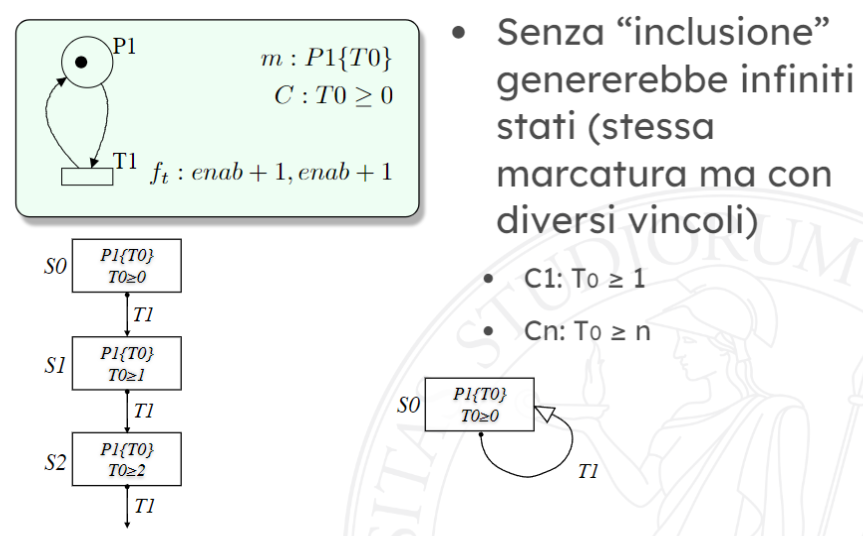 P1
m : P1{T0}
C : T0 ≥ 0
T1
f_t : enab + 1, enab + 1
S0
P1{T0}
T0≥0
T1
S1
P1{T0}
T0≥1
T1
S2
P1{T0}
T0≥2
T1
• Senza “inclusione”
genererebbe infiniti
stati (stessa
marcatura ma con
diversi vincoli)
• C1: T0 ≥ 1
• Cn: T0 ≥ n
S0
P1{T0}
T0≥0
T1
SITAS STUDIORUM